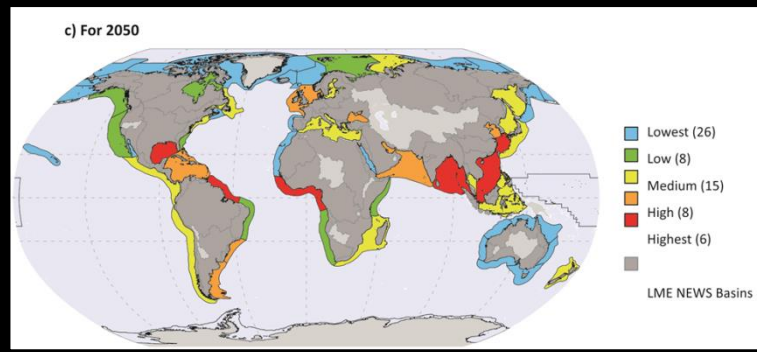 c) For 2050
Lowest (26)
Low (8)
Medium (15)
High (8)
Highest (6)
LME NEWS Basins